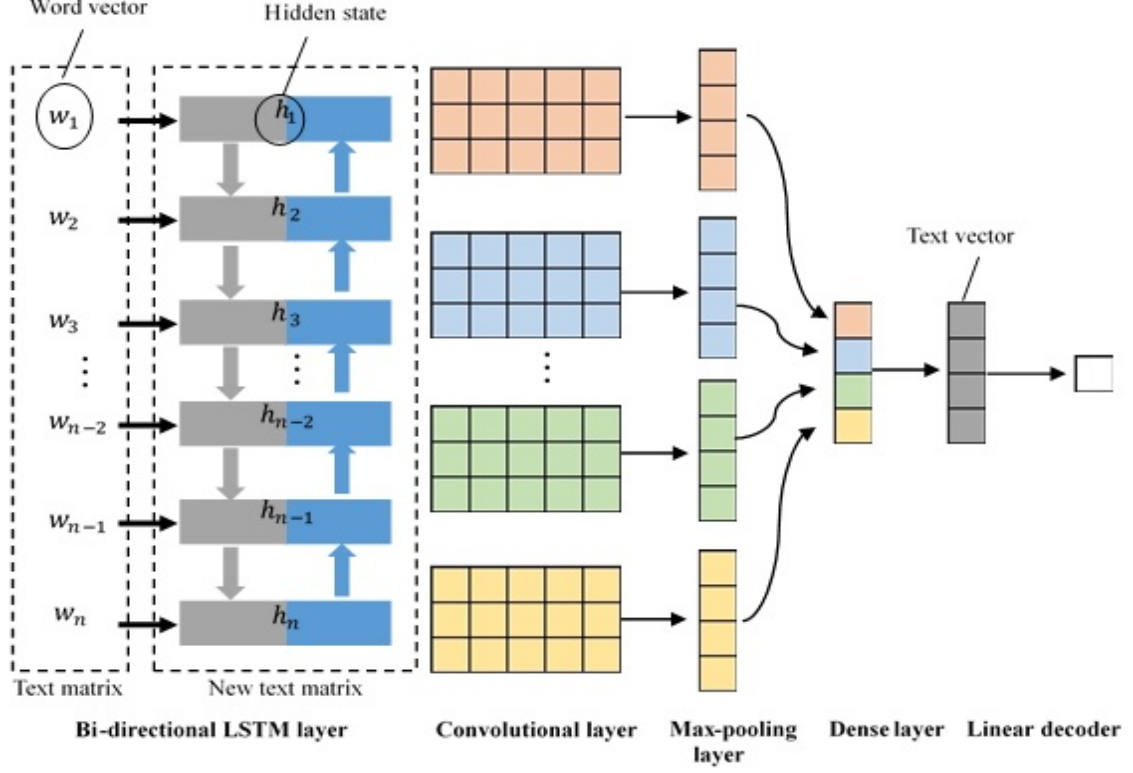 Word vector
Hidden state
w₁ h₁
w₂ h₂
w₃ h₃
⋮ ⋮ ⋮
wₙ₋₂ hₙ₋₂
wₙ₋₁ hₙ₋₁
wₙ hₙ
Text vector
Text matrix New text matrix
Bi-directional LSTM layer Convolutional layer Max-pooling Dense layer Linear decoder
layer